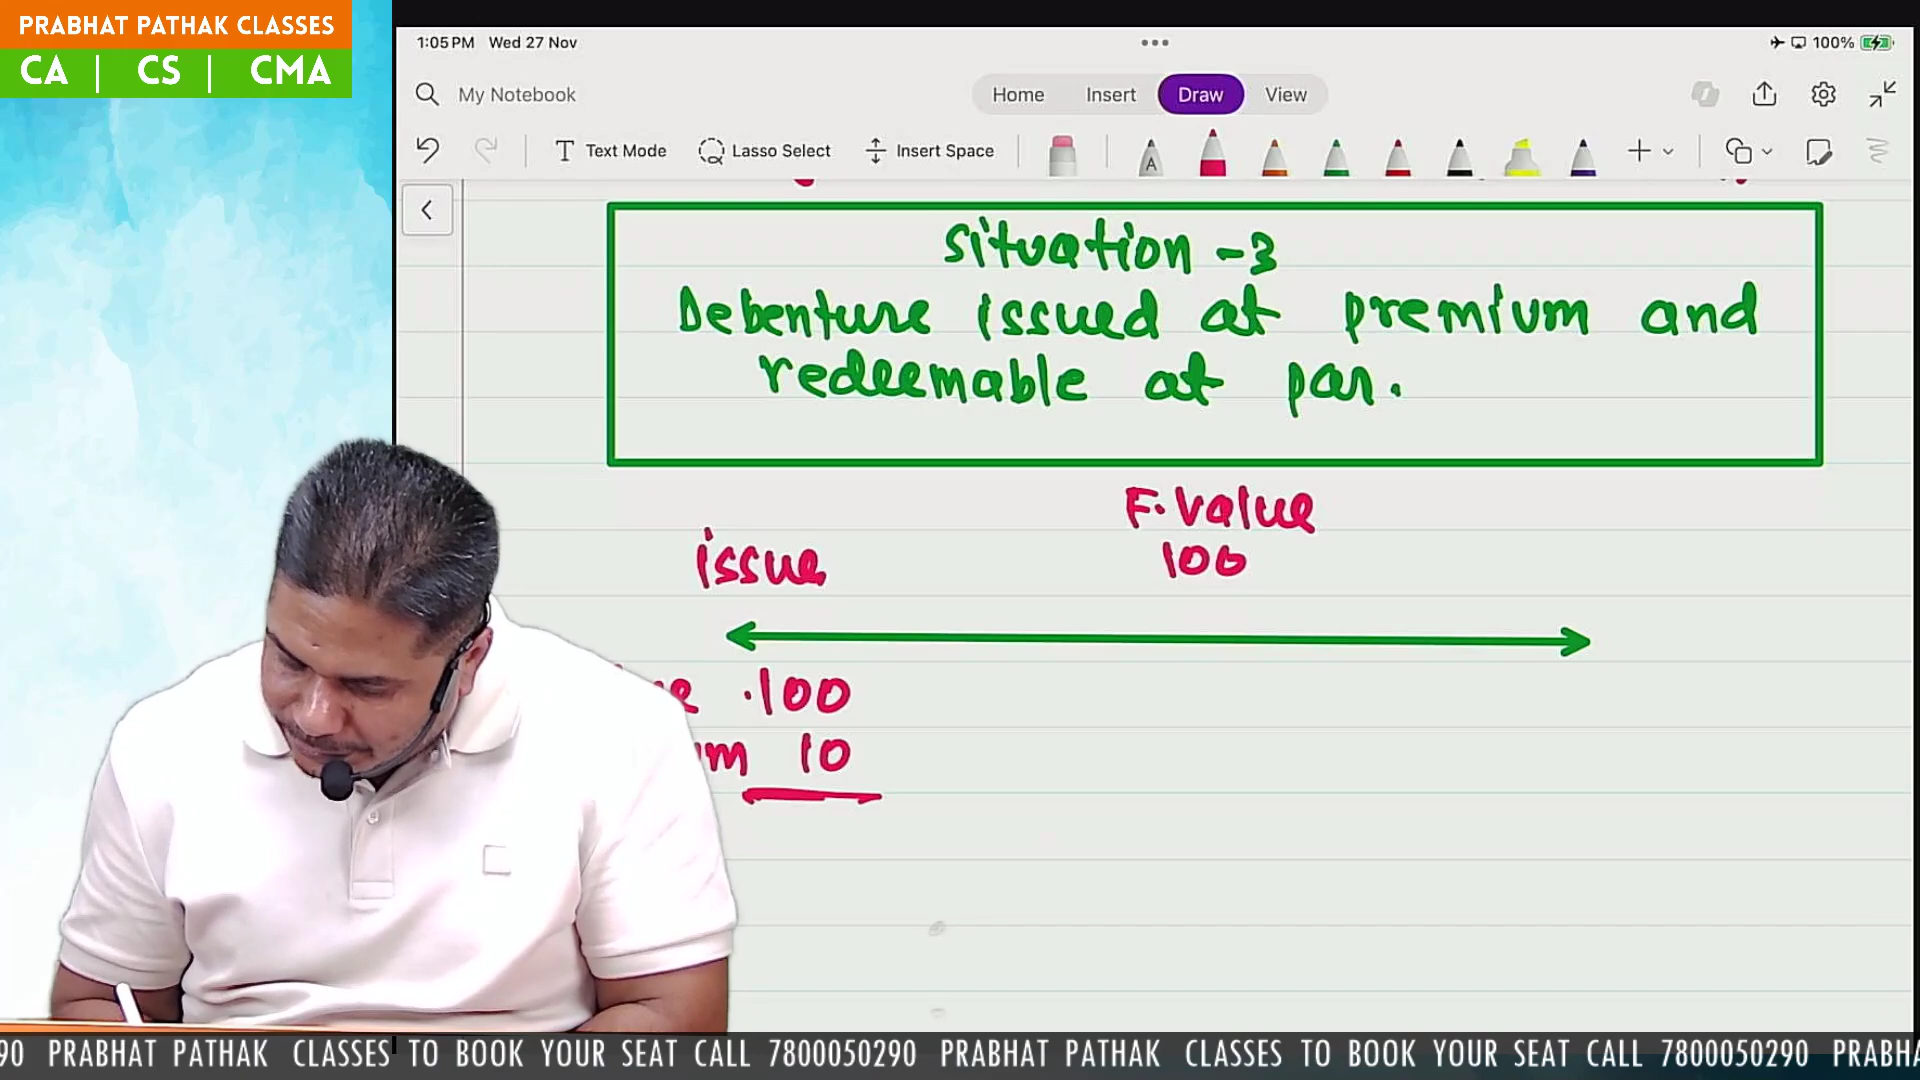 PRABHAT PATHAK CLASSES
CA | CS | CMA
1:05 PM Wed 27 Nov
100%
My Notebook
Home Insert Draw View
Text Mode Lasso Select Insert Space
A
Situation -3
Debenture issued at premium and
redeemable at par.
F. Value
100
issue
100
10
90 PRABHAT PATHAK CLASSES TO BOOK YOUR SEAT CALL 7800050290 PRABHAT PATHAK CLASSES TO BOOK YOUR SEAT CALL 7800050290 PRABHA